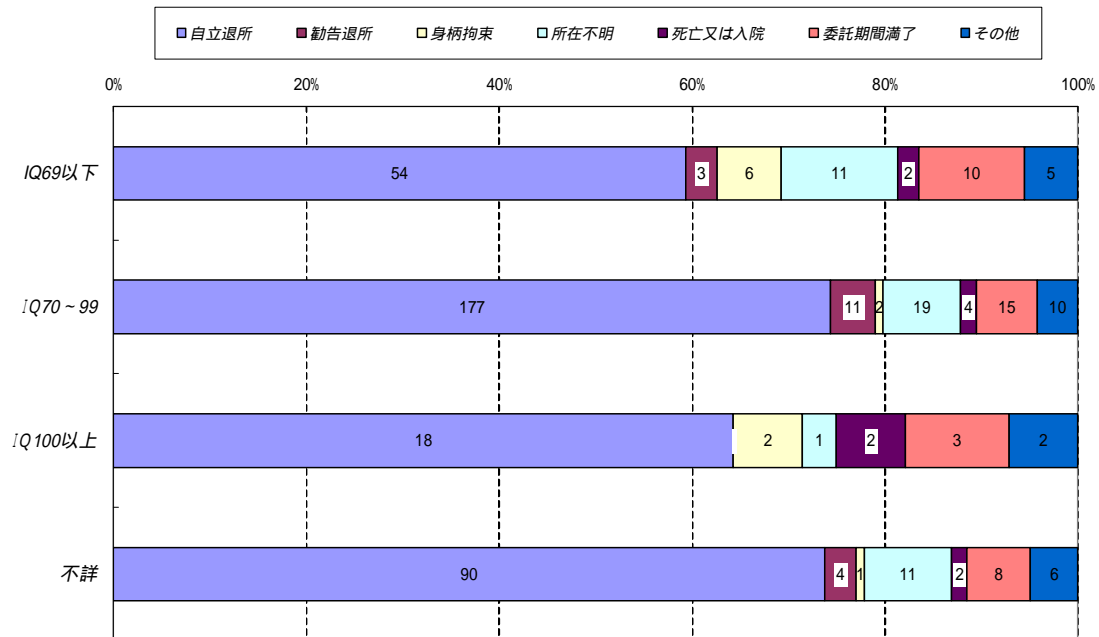 自立退所 勧告退所 身柄拘束 所在不明 死亡又は入院 委託期間満了 その他
0% 20% 40% 60% 80% 100%
IQ69以下 54 3 6 11 2 10 5
IQ70~99 177 11 2 19 4 15 10
IQ100以上 18 2 1 2 3 2
不詳 90 4 1 11 2 8 6